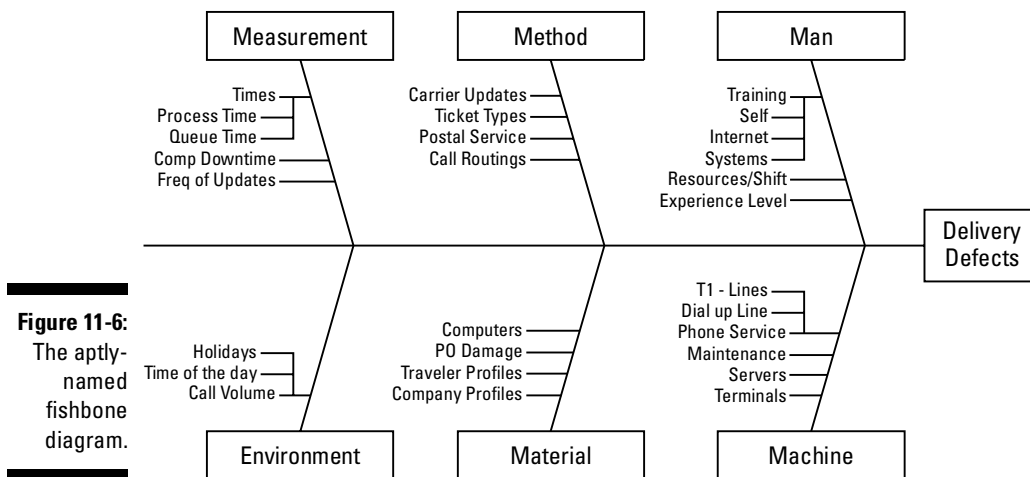 Measurement
Method
Man
Times
Process Time
Queue Time
Comp Downtime
Freq of Updates
Carrier Updates
Ticket Types
Postal Service
Call Routings
Training
Self
Internet
Systems
Resources/Shift
Experience Level
Delivery
Defects
Figure 11-6:
The aptly-
named
fishbone
diagram.
Holidays
Time of the day
Call Volume
Computers
PO Damage
Traveler Profiles
Company Profiles
T1 - Lines
Dial up Line
Phone Service
Maintenance
Servers
Terminals
Environment
Material
Machine